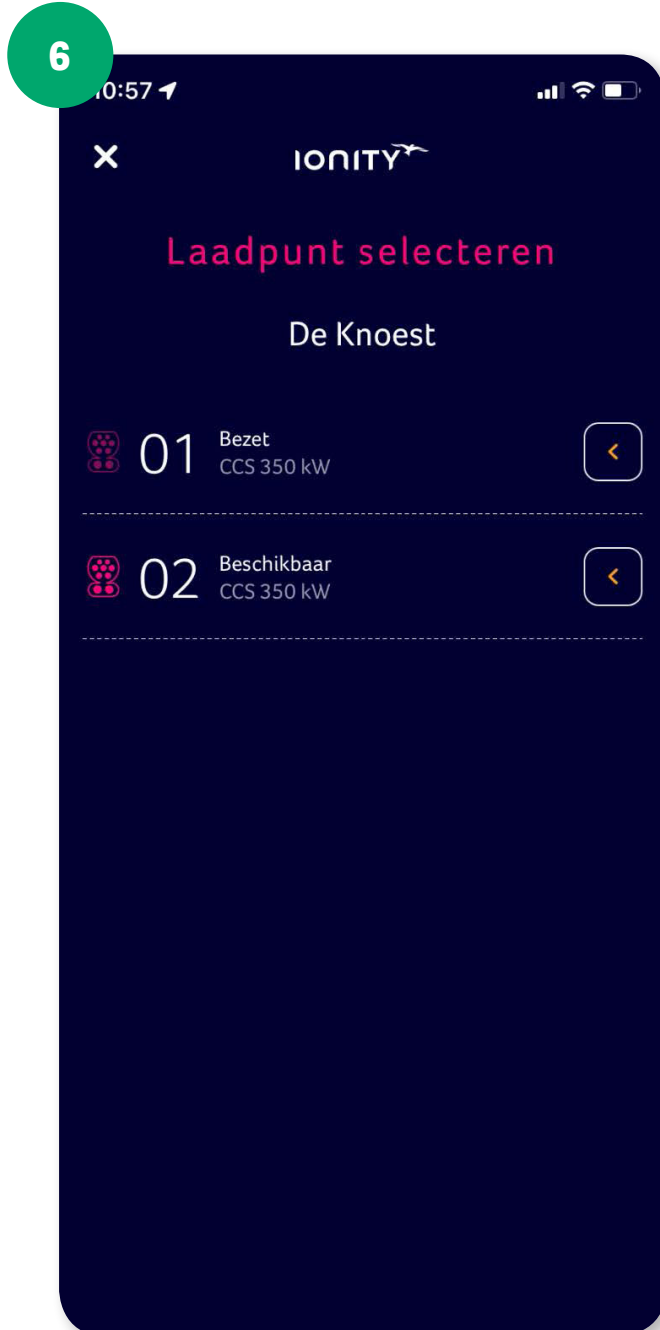 6
10:57
IONITY
Laadpunt selecteren
De Knoest
01
Bezet
CCS 350 kW
02
Beschikbaar
CCS 350 kW